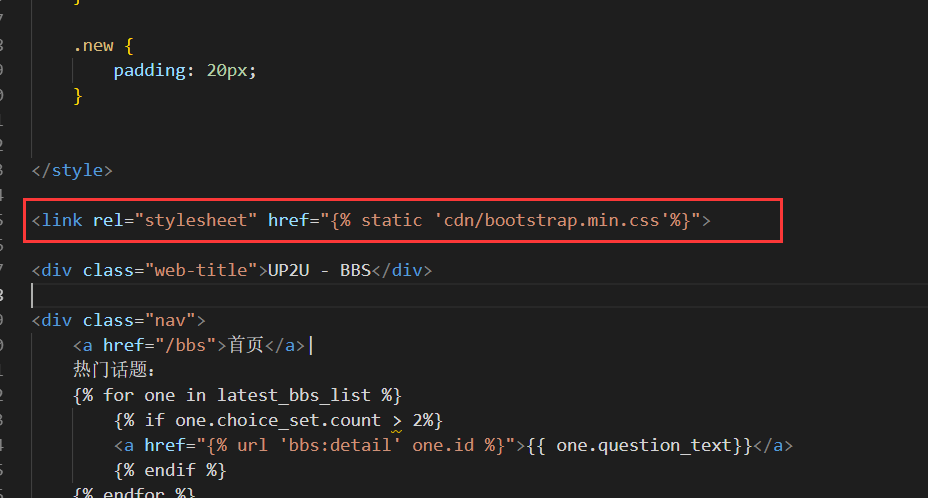 .new {
padding: 20px;
}
</style>
<link rel="stylesheet" href="{% static 'cdn/bootstrap.min.css'%}">
<div class="web-title">UP2U - BBS</div>
<div class="nav">
<a href="/bbs">首页</a>|
热门话题：
{% for one in latest_bbs_list %}
{% if one.choice_set.count > 2%}
<a href="{% url 'bbs:detail' one.id %}">{{ one.question_text}}</a>
{% endif %}
{% endfor %}